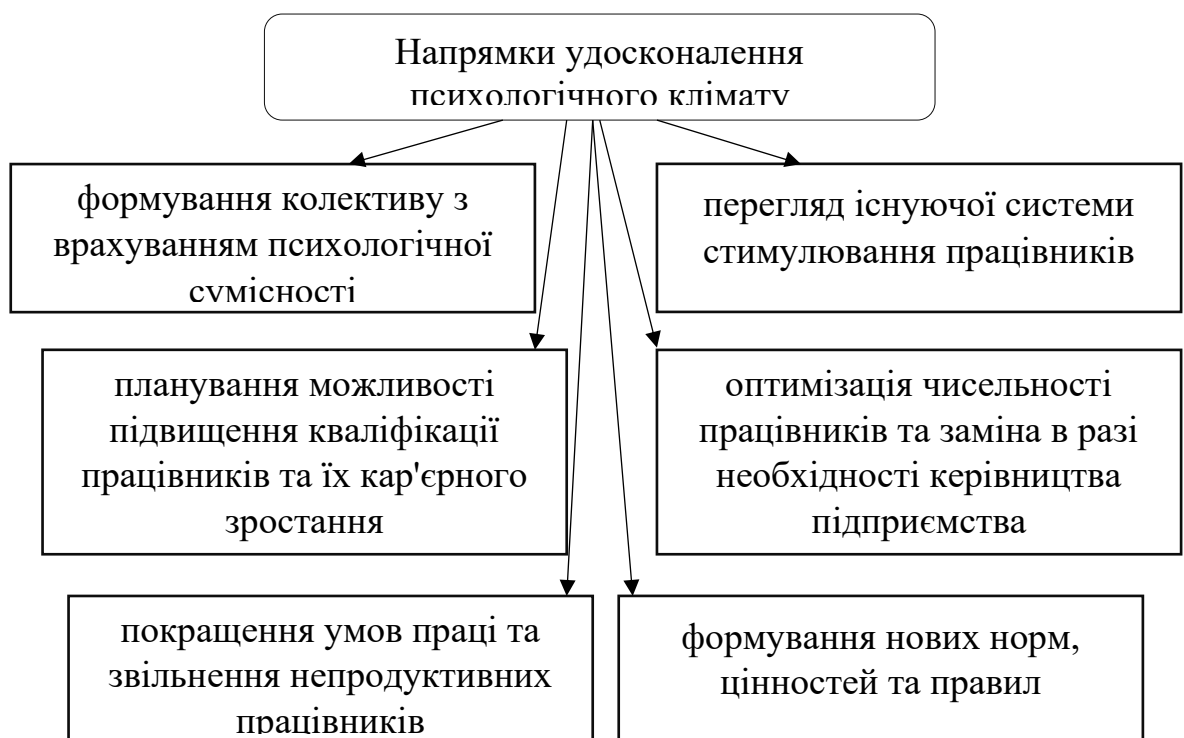 Напрямки удосконалення
психологічного клімату
формування колективу з
врахуванням психологічної
сумісності
перегляд існуючої системи
стимулювання працівників
планування можливості
підвищення кваліфікації
працівників та їх кар'єрного
зростання
оптимізація чисельності
працівників та заміна в разі
необхідності керівництва
підприємства
покращення умов праці та
звільнення непродуктивних
працівників
формування нових норм,
цінностей та правил